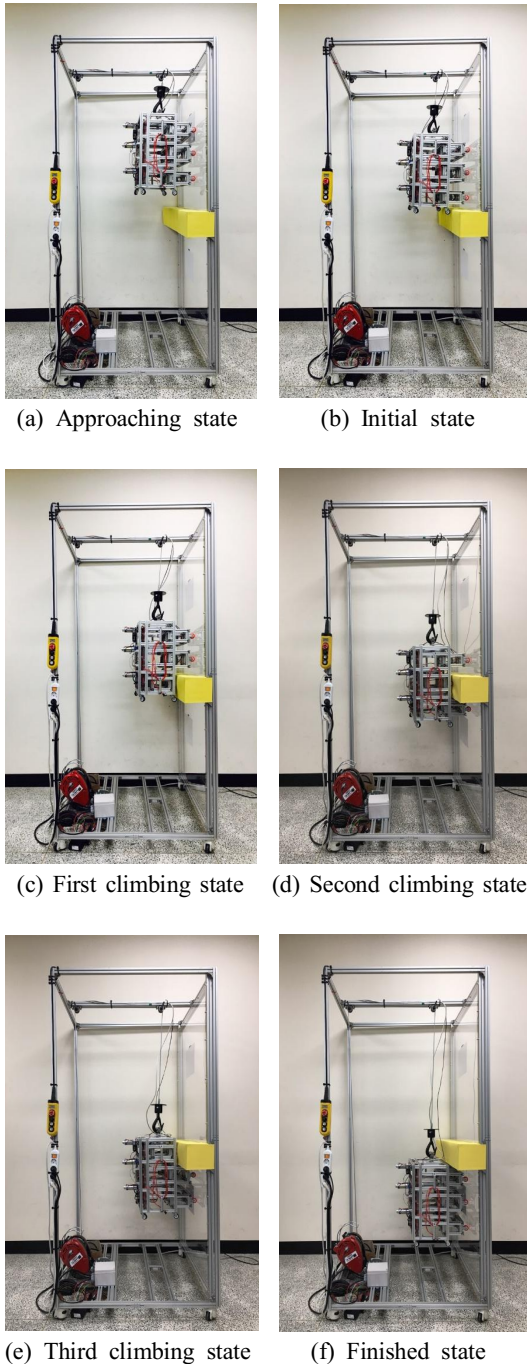 (a) Approaching state
(b) Initial state
(c) First climbing state
(d) Second climbing state
(e) Third climbing state
(f) Finished state